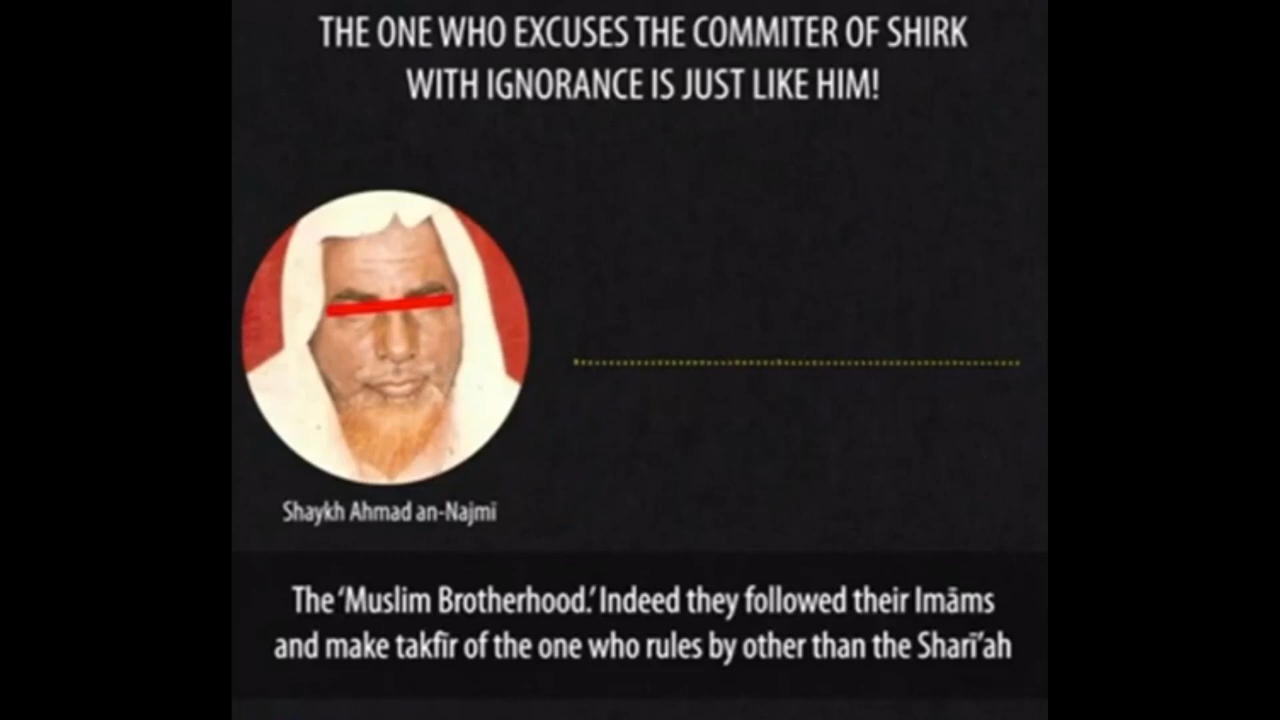 THE ONE WHO EXCUSES THE COMMITER OF SHIRK
WITH IGNORANCE IS JUST LIKE HIM!
Shaykh Ahmad an-Najmī
The ‘Muslim Brotherhood.’ Indeed they followed their Imāms
and make takfīr of the one who rules by other than the Sharī’ah